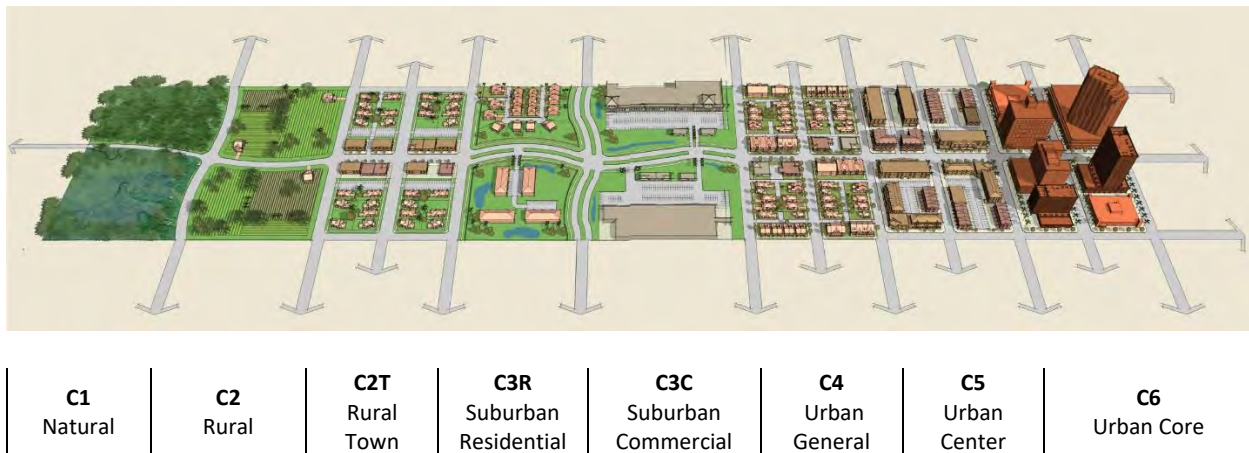 C1
Natural
C2
Rural
C2T
Rural
Town
C3R
Suburban
Residential
C3C
Suburban
Commercial
C4
Urban
General
C5
Urban
Center
C6
Urban Core